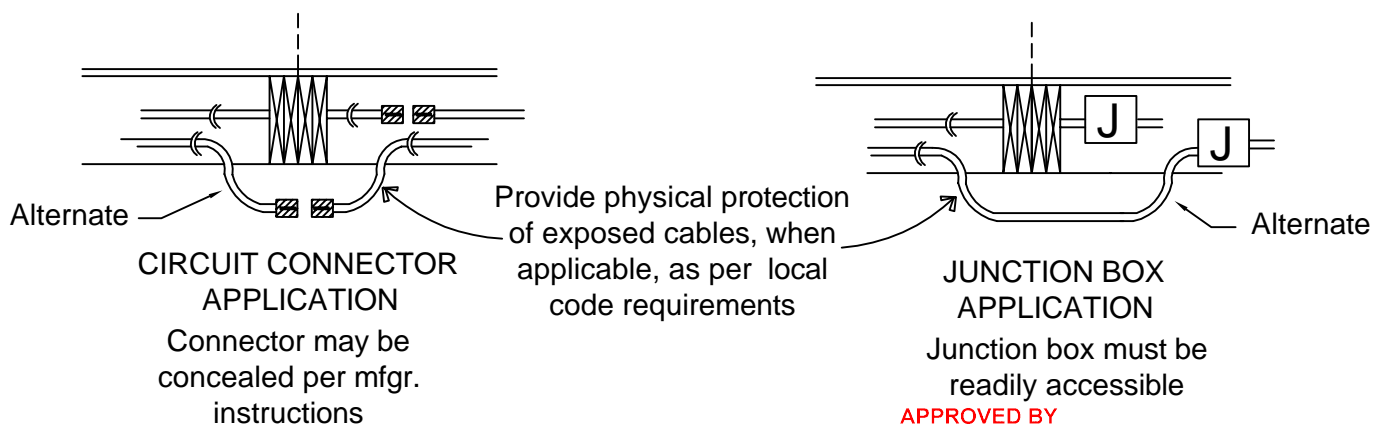 J
J
Alternate
Provide physical protection
of exposed cables, when
applicable, as per local
code requirements
Alternate
CIRCUIT CONNECTOR
APPLICATION
Connector may be
concealed per mfgr.
instructions
JUNCTION BOX
APPLICATION
Junction box must be
readily accessible
APPROVED BY